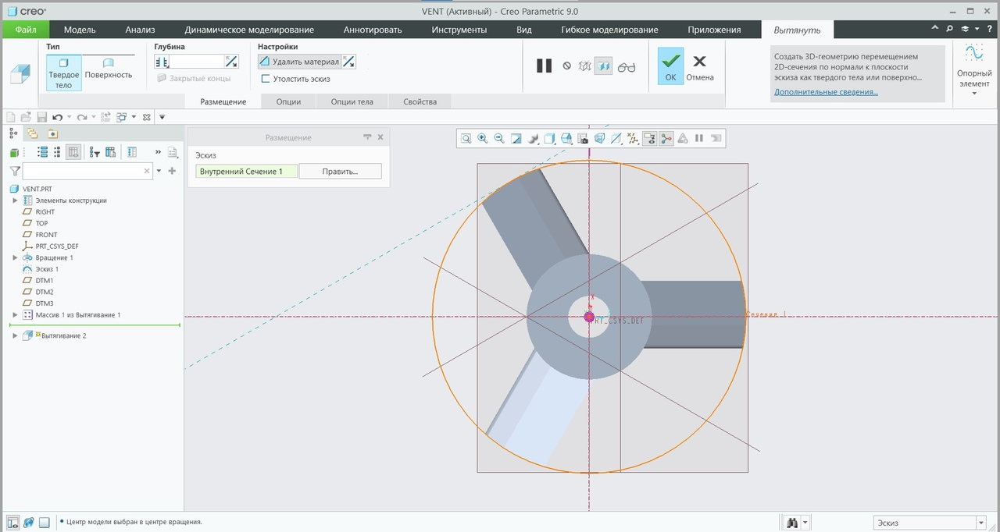 creo®
VENT (Активный) - Creo Parametric 9.0
Файл
Модель
Анализ
Динамическое моделирование
Аннотировать
Инструменты
Вид
Гибкое моделирование
Приложения
Вытянуть
Тип
Твердое
тело
Поверхность
Глубина
Закрытые концы
Настройки
Удалить материал
Утолстить эскиз
OK
Отмена
Создать 3D-геометрию перемещением
2D-сечения по нормали к плоскости
эскиза как твердого тела или поверхно...
Дополнительные сведения...
Опорный
элемент
Размещение
Опции
Опции тела
Свойства
Размещение
Эскиз
Внутренний Сечение 1
Править...
VENT.PRT
Элементы конструкции
RIGHT
TOP
FRONT
PRT_CSYS_DEF
Вращение 1
Эскиз 1
DTM1
DTM2
DTM3
Массив 1 из Вытягивание 1
Вытягивание 2
X
PRT_CSYS_DEF
Сечение 1
Центр модели выбран в центре вращения.
Эскиз